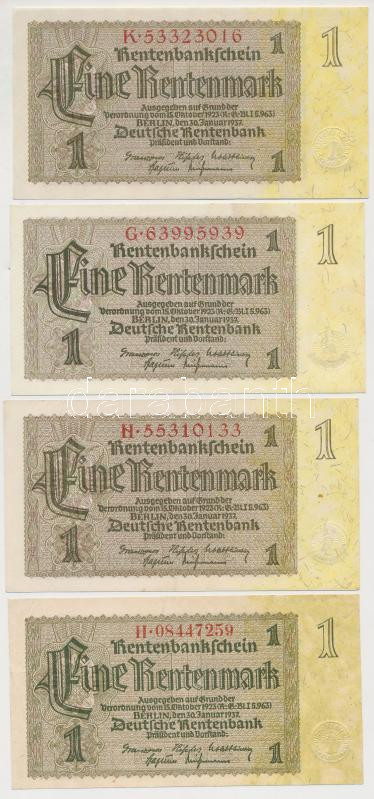 K·53323016
Rentenbankschein 1 1
Eine Rentenmark
Ausgegeben auf Grund der
Verordnung vom 15. Oktober 1923 (R:G:Bl I S. 963)
BERLIN, den 30. Januar 1937.
Deutsche Rentenbank
Präsident und Vorstand:
1 1
G·63995939
Rentenbankschein 1 1
Eine Rentenmark
Ausgegeben auf Grund der
Verordnung vom 15. Oktober 1923 (R:G:Bl I S. 963)
BERLIN, den 30. Januar 1937.
Deutsche Rentenbank
Präsident und Vorstand:
1 1
darabanth
H·55310133
Rentenbankschein 1 1
Eine Rentenmark
Ausgegeben auf Grund der
Verordnung vom 15. Oktober 1923 (R:G:Bl I S. 963)
BERLIN, den 30. Januar 1937.
Deutsche Rentenbank
Präsident und Vorstand:
1 1
H·08447259
Rentenbankschein 1 1
Eine Rentenmark
Ausgegeben auf Grund der
Verordnung vom 15. Oktober 1923 (R:G:Bl I S. 963)
BERLIN, den 30. Januar 1937.
Deutsche Rentenbank
Präsident und Vorstand:
1 1